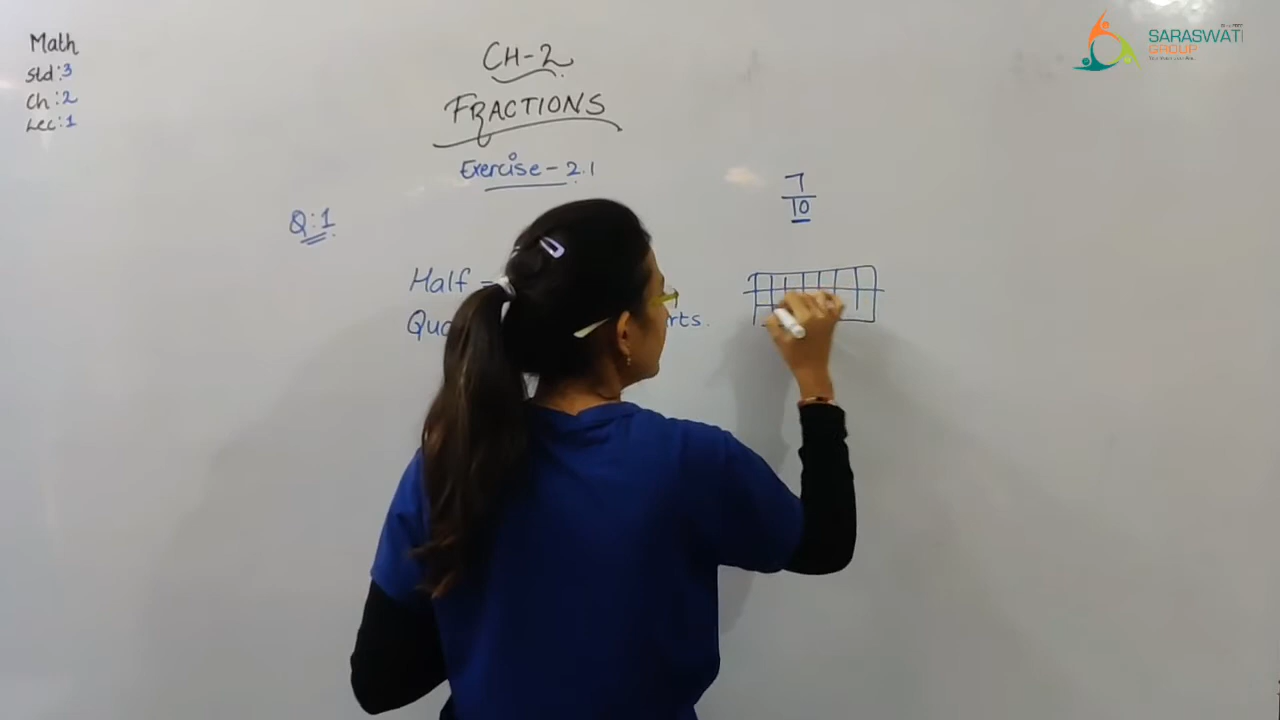 Math
Std:3
Ch:2
Lec:1
CH-2
FRACTIONS
Exercise-2.1
Q:1
7
10
Half -
SARASWATI
GROUP